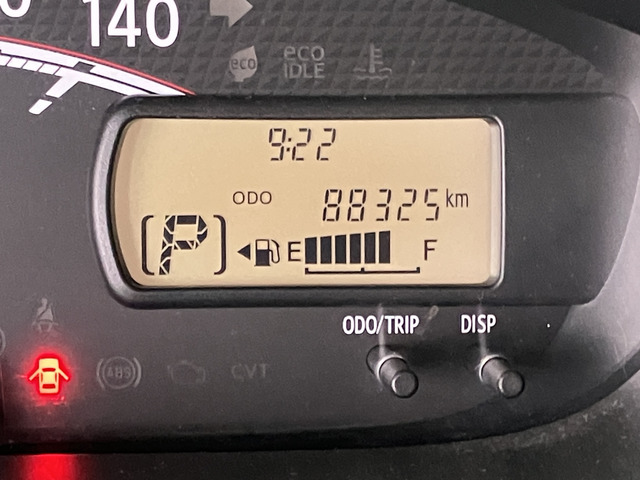 140
eco
eco
IDLE
9:22
ODO 88325 km
P E F
ODO/TRIP DISP
ABS CVT